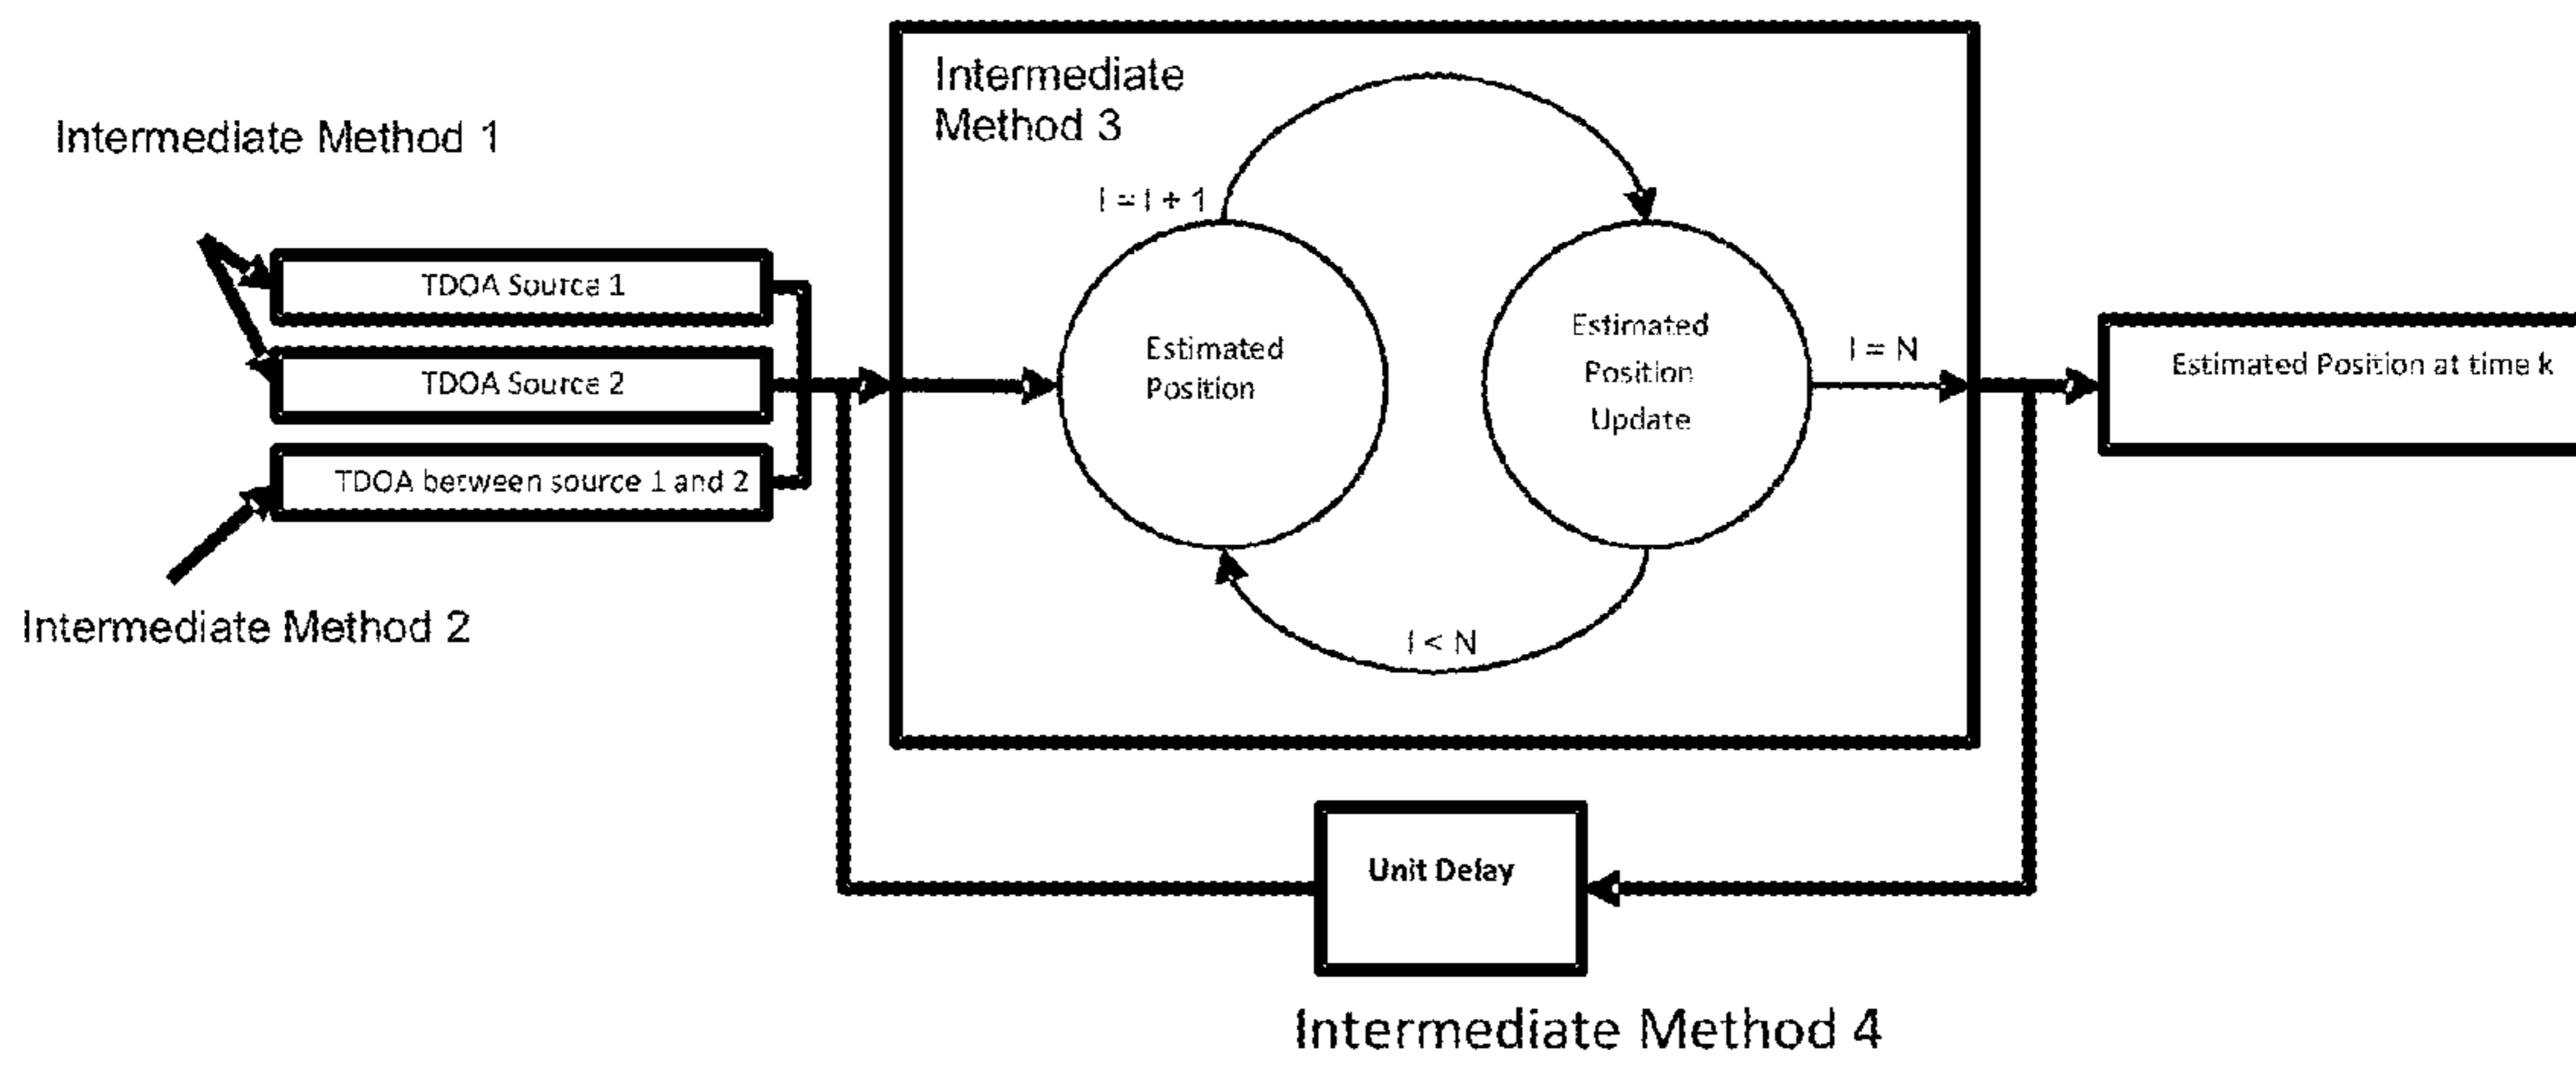 Intermediate Method 1
TDOA Source 1
TDOA Source 2
TDOA between source 1 and 2
Intermediate Method 2
Intermediate
Method 3
I = I + 1
Estimated
Position
Estimated
Position
Update
I < N
I = N
Estimated Position at time k
Unit Delay
Intermediate Method 4